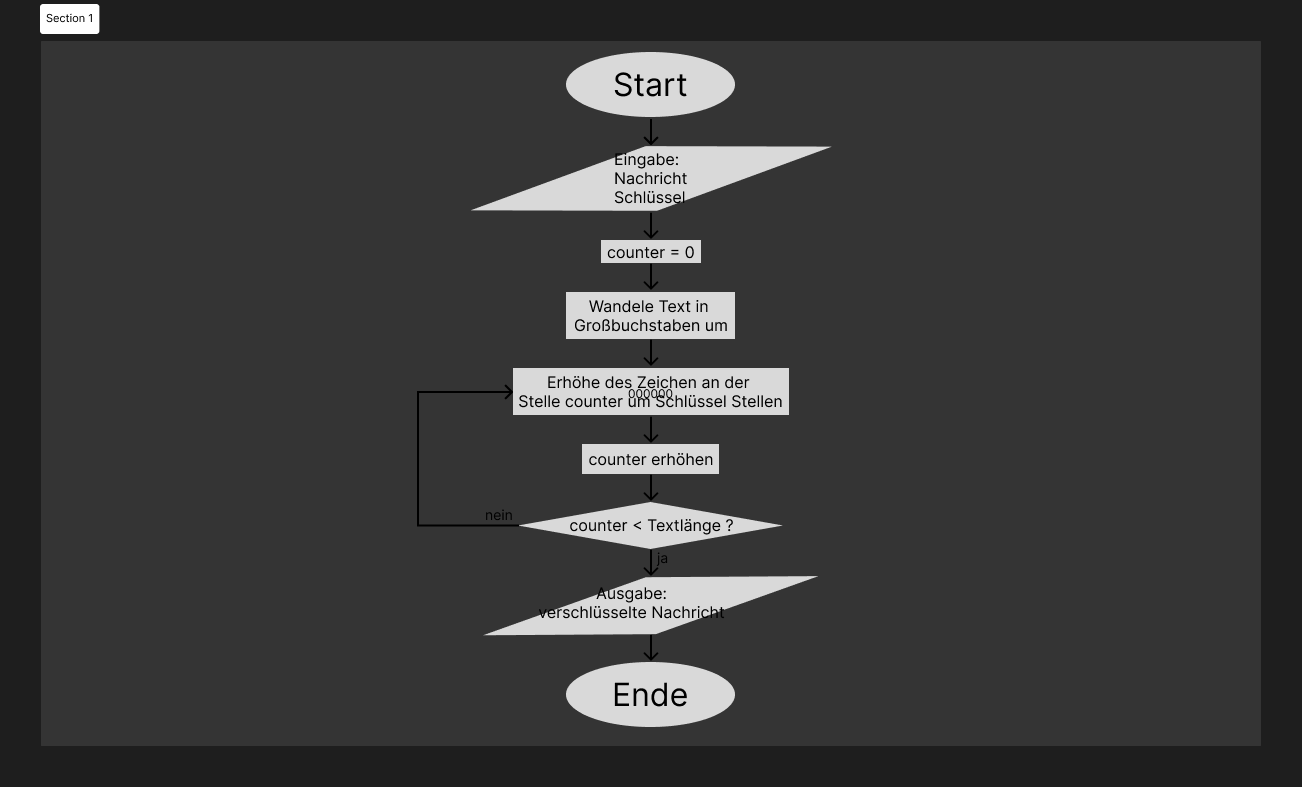 Section 1
Start
Eingabe:
Nachricht
Schlüssel
counter = 0
Wandele Text in
Großbuchstaben um
Erhöhe des Zeichen an der
000000
Stelle counter um Schlüssel Stellen
counter erhöhen
nein
counter < Textlänge ?
ja
Ausgabe:
verschlüsselte Nachricht
Ende